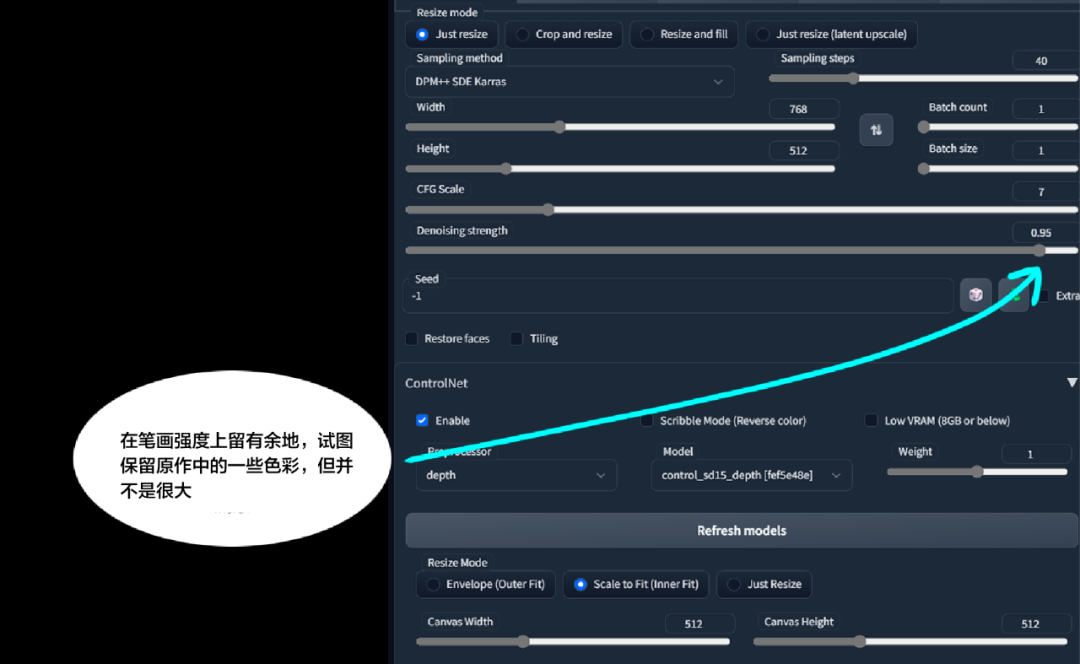 Resize mode
Just resize
Crop and resize
Resize and fill
Just resize (latent upscale)
Sampling method
Sampling steps
40
DPM++ SDE Karras
Width
768
Batch count
1
Height
512
Batch size
1
CFG Scale
7
Denoising strength
0.95
Seed
-1
Extra
Restore faces
Tiling
ControlNet
Enable
Scribble Mode (Reverse color)
Low VRAM (8GB or below)
Preprocessor
Model
Weight
1
depth
control_sd15_depth [fef5e48e]
在笔画强度上留有余地，试图
保留原作中的一些色彩，但并
不是很大
Refresh models
Resize Mode
Envelope (Outer Fit)
Scale to Fit (Inner Fit)
Just Resize
Canvas Width
512
Canvas Height
512